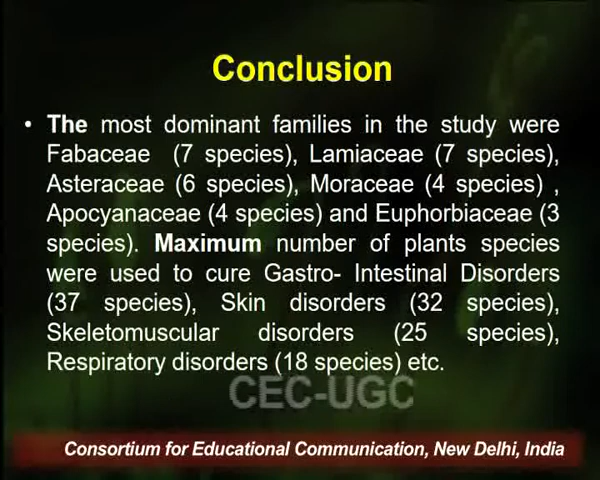 Conclusion
• The most dominant families in the study were
Fabaceae (7 species), Lamiaceae (7 species),
Asteraceae (6 species), Moraceae (4 species) ,
Apocyanaceae (4 species) and Euphorbiaceae (3
species). Maximum number of plants species
were used to cure Gastro- Intestinal Disorders
(37 species), Skin disorders (32 species),
Skeletomuscular disorders (25 species),
Respiratory disorders (18 species) etc.
CEC-UGC
Consortium for Educational Communication, New Delhi, India